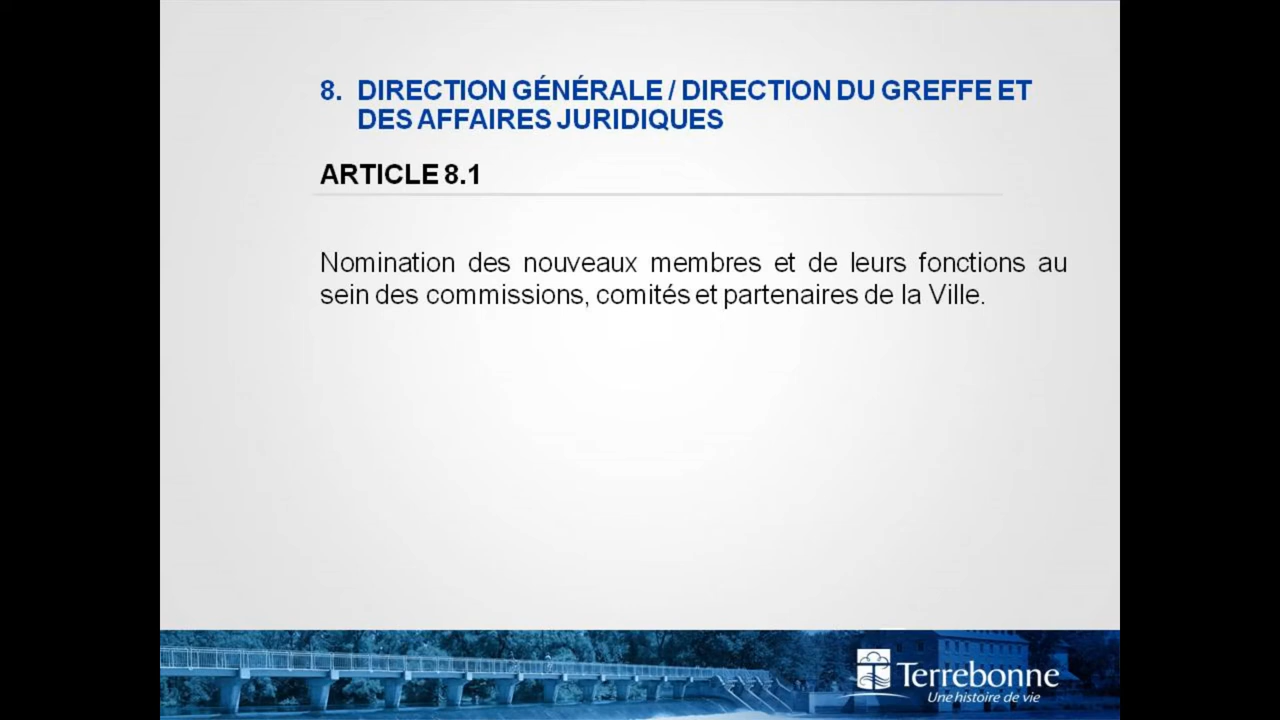 8. DIRECTION GÉNÉRALE / DIRECTION DU GREFFE ET
DES AFFAIRES JURIDIQUES
ARTICLE 8.1
Nomination des nouveaux membres et de leurs fonctions au
sein des commissions, comités et partenaires de la Ville.
Terrebonne
Une histoire de vie